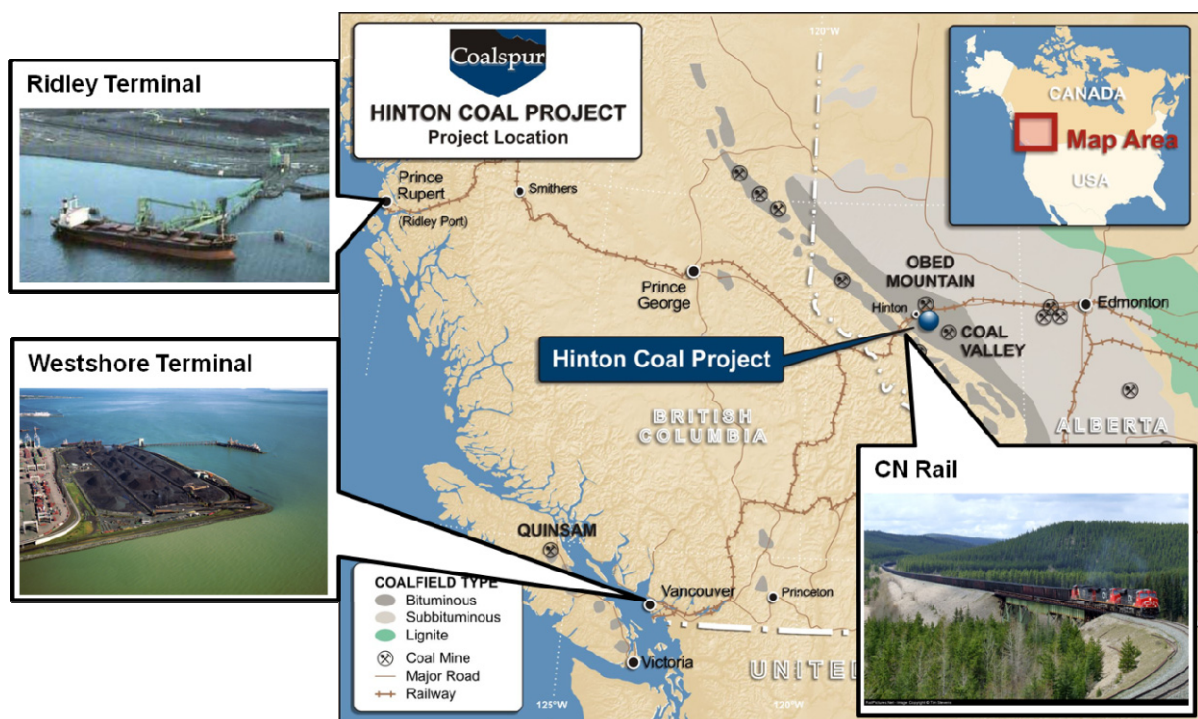 Ridley Terminal
Westshore Terminal
Coalspur
HINTON COAL PROJECT
Project Location
120°W
CANADA
Map Area
USA
Prince
Rupert
(Ridley Port)
Smithers
Prince
George
OBED
MOUNTAIN
Hinton
Edmonton
COAL
VALLEY
Hinton Coal Project
BRITISH
COLUMBIA
ALBERTA
CN Rail
QUINSAM
Vancouver
Princeton
Victoria
UNITED
COALFIELD TYPE
Bituminous
Subbituminous
Lignite
Coal Mine
Major Road
Railway
125°W
120°W